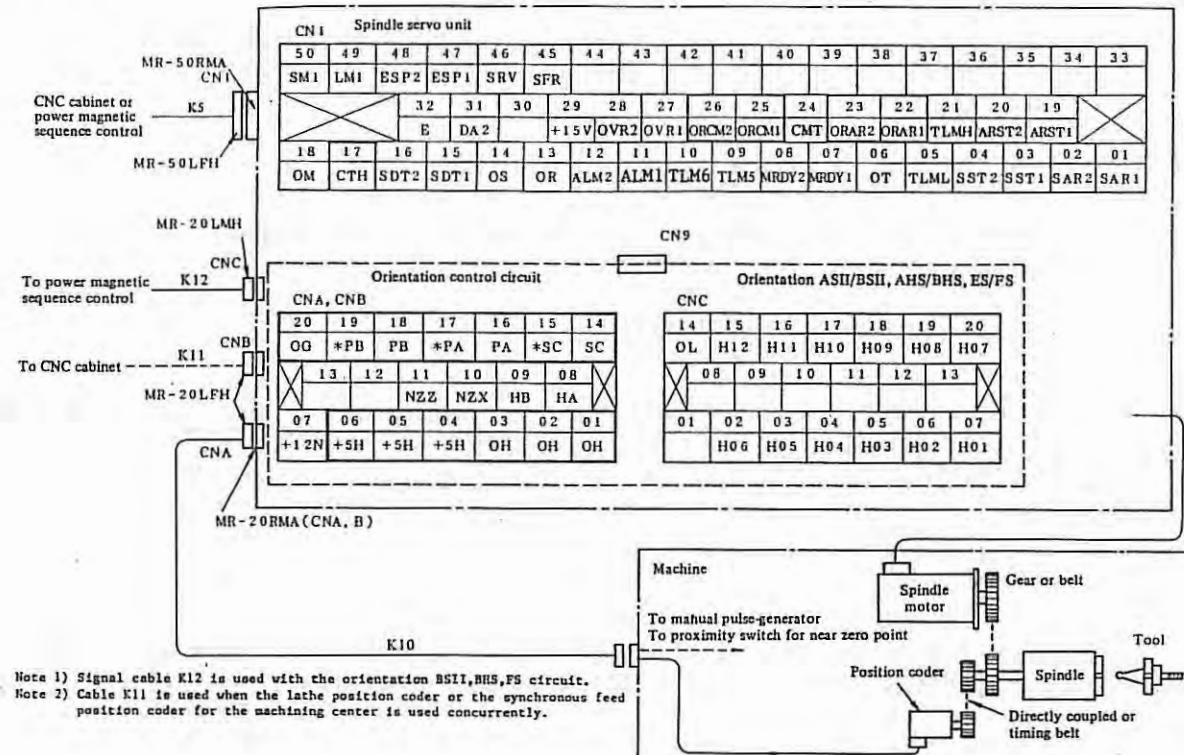 CN1 Spindle servo unit
50 49 48 47 46 45 44 43 42 41 40 39 38 37 36 35 34 33
SM1 LM1 ESP2 ESP1 SRV SFR
32 31 30 29 28 27 26 25 24 23 22 21 20 19
E DA2 +15V OVR2 OVR1 ORCM2 ORCM1 CMT ORAR2 ORAR1 TLMH ARST2 ARST1
18 17 16 15 14 13 12 11 10 09 08 07 06 05 04 03 02 01
OM CTH SDT2 SDT1 OS OR ALM2 ALM1 TLM6 TLM5 MRDY2 MRDY1 OT TLML SST2 SST1 SAR2 SAR1
MR-50RMA
CN1
CNC cabinet or
power magnetic
sequence control
K5
MR-50LFH
MR-20LMH
CNC
To power magnetic
sequence control
K12
CNB
K11
To CNC cabinet
MR-20LFH
CNA
MR-20RMA(CNA, B)
CN9
Orientation control circuit
Orientation ASII/BSII, AHS/BHS, ES/FS
CNA, CNB
20 19 18 17 16 15 14
OG *PB PB *PA PA *SC SC
13 12 11 10 09 08
NZZ NZX HB HA
07 06 05 04 03 02 01
+12N +5H +5H +5H OH OH OH
CNC
14 15 16 17 18 19 20
OL H12 H11 H10 H09 H08 H07
08 09 10 11 12 13
01 02 03 04 05 06 07
H06 H05 H04 H03 H02 H01
Machine
Spindle
motor
Gear or belt
To manual pulse-generator
To proximity switch for near zero point
K10
Position coder
Spindle
Tool
Directly coupled or
timing belt
Note 1) Signal cable K12 is used with the orientation BSII,BHS,FS circuit.
Note 2) Cable K11 is used when the lathe position coder or the synchronous feed
position coder for the machining center is used concurrently.